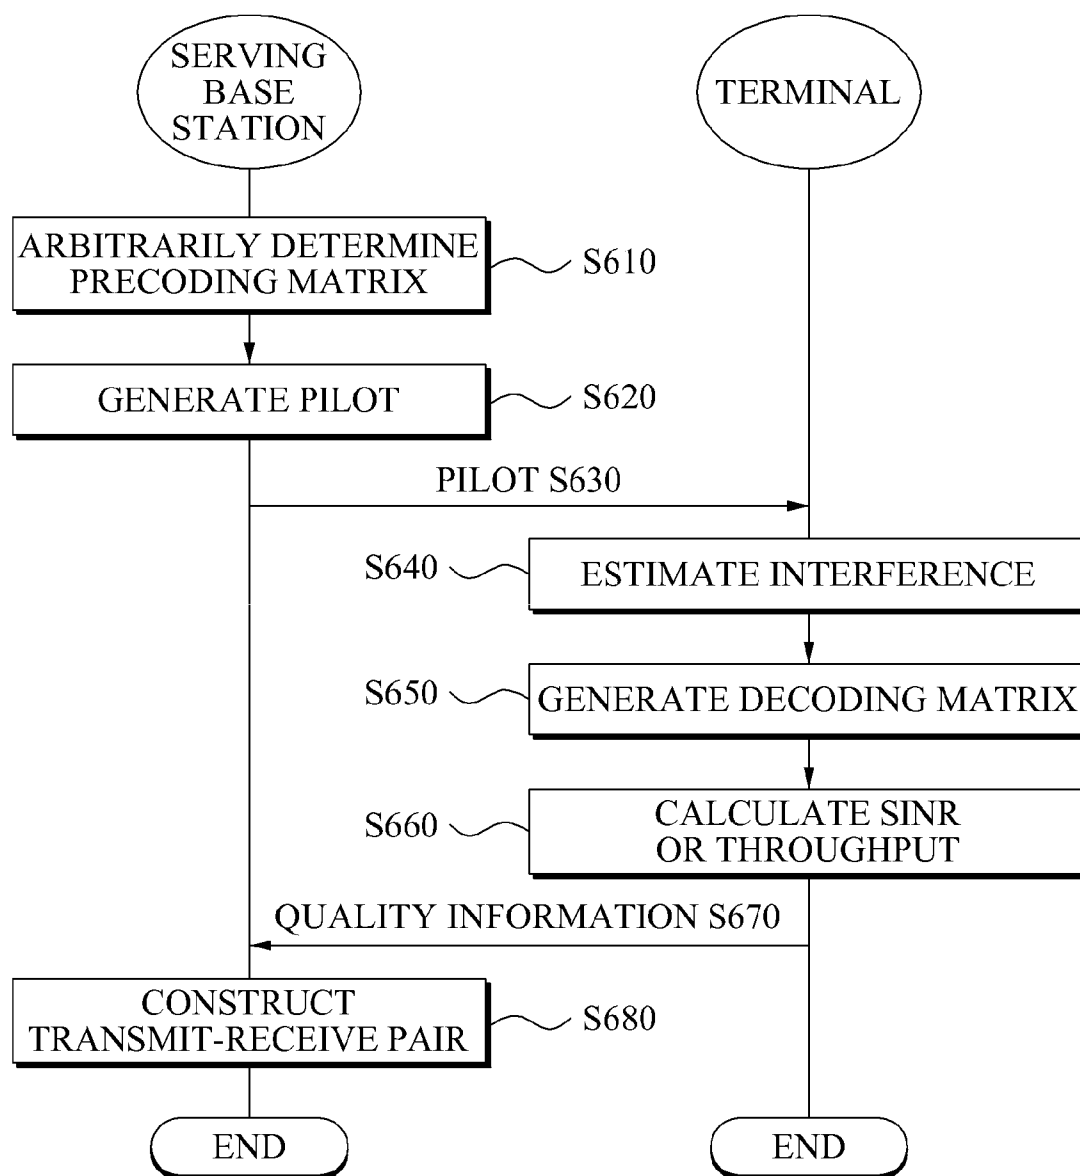 SERVING
BASE
STATION
TERMINAL
ARBITRARILY DETERMINE
PRECODING MATRIX
S610
GENERATE PILOT
S620
PILOT S630
S640
ESTIMATE INTERFERENCE
S650
GENERATE DECODING MATRIX
S660
CALCULATE SINR
OR THROUGHPUT
QUALITY INFORMATION S670
CONSTRUCT
TRANSMIT-RECEIVE PAIR
S680
END
END